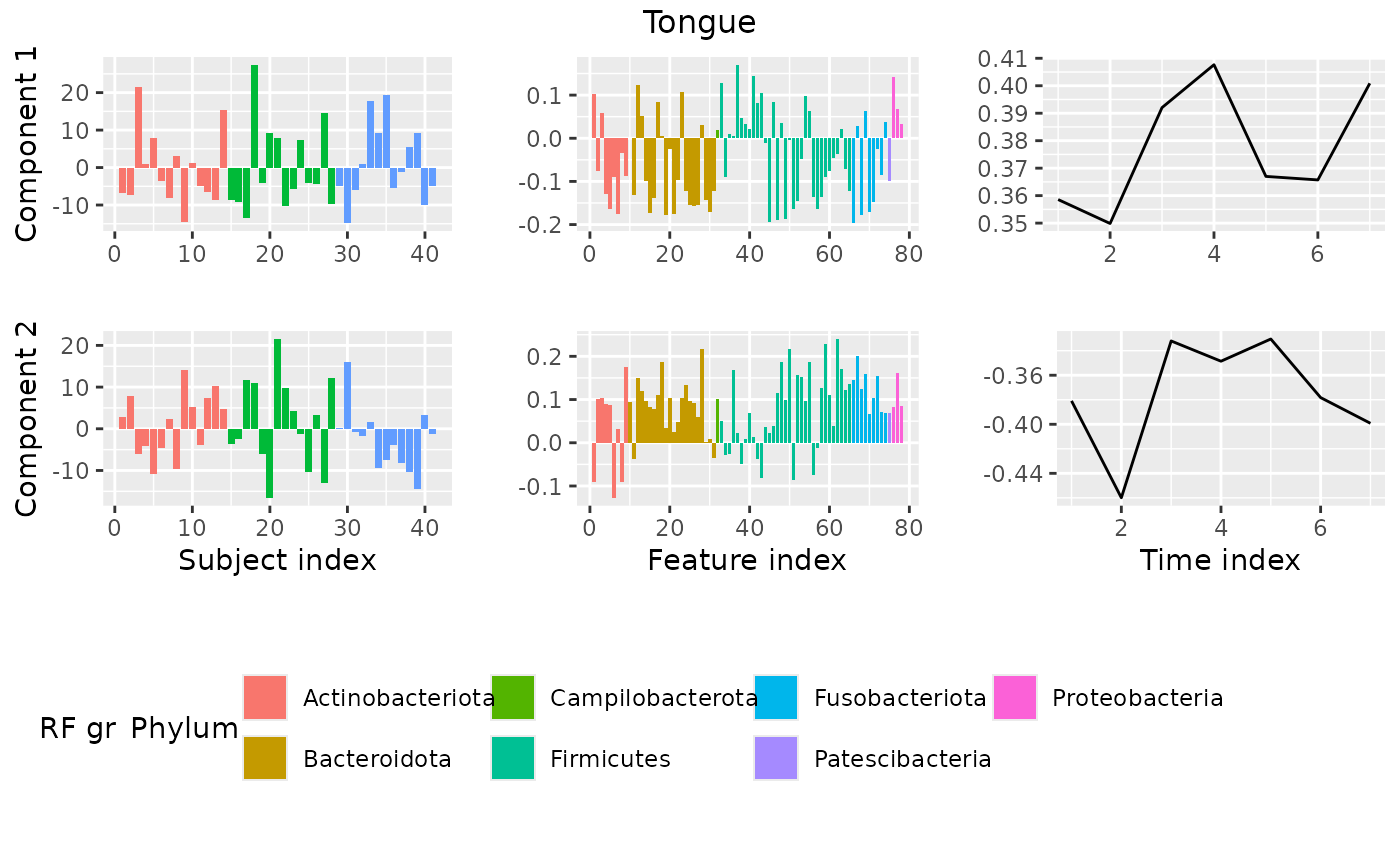 Tongue
Component 1
20
10
0
-10
0 10 20 30 40
0.1
0.0
-0.1
-0.2
0 20 40 60 80
0.41
0.40
0.39
0.38
0.37
0.36
0.35
2 4 6
Component 2
20
10
0
-10
0 10 20 30 40
Subject index
0.2
0.1
0.0
-0.1
0 20 40 60 80
Feature index
-0.36
-0.40
-0.44
2 4 6
Time index
RF gr Phylum
Actinobacteriota Campilobacterota Fusobacteriota Proteobacteria
Bacteroidota Firmicutes Patescibacteria